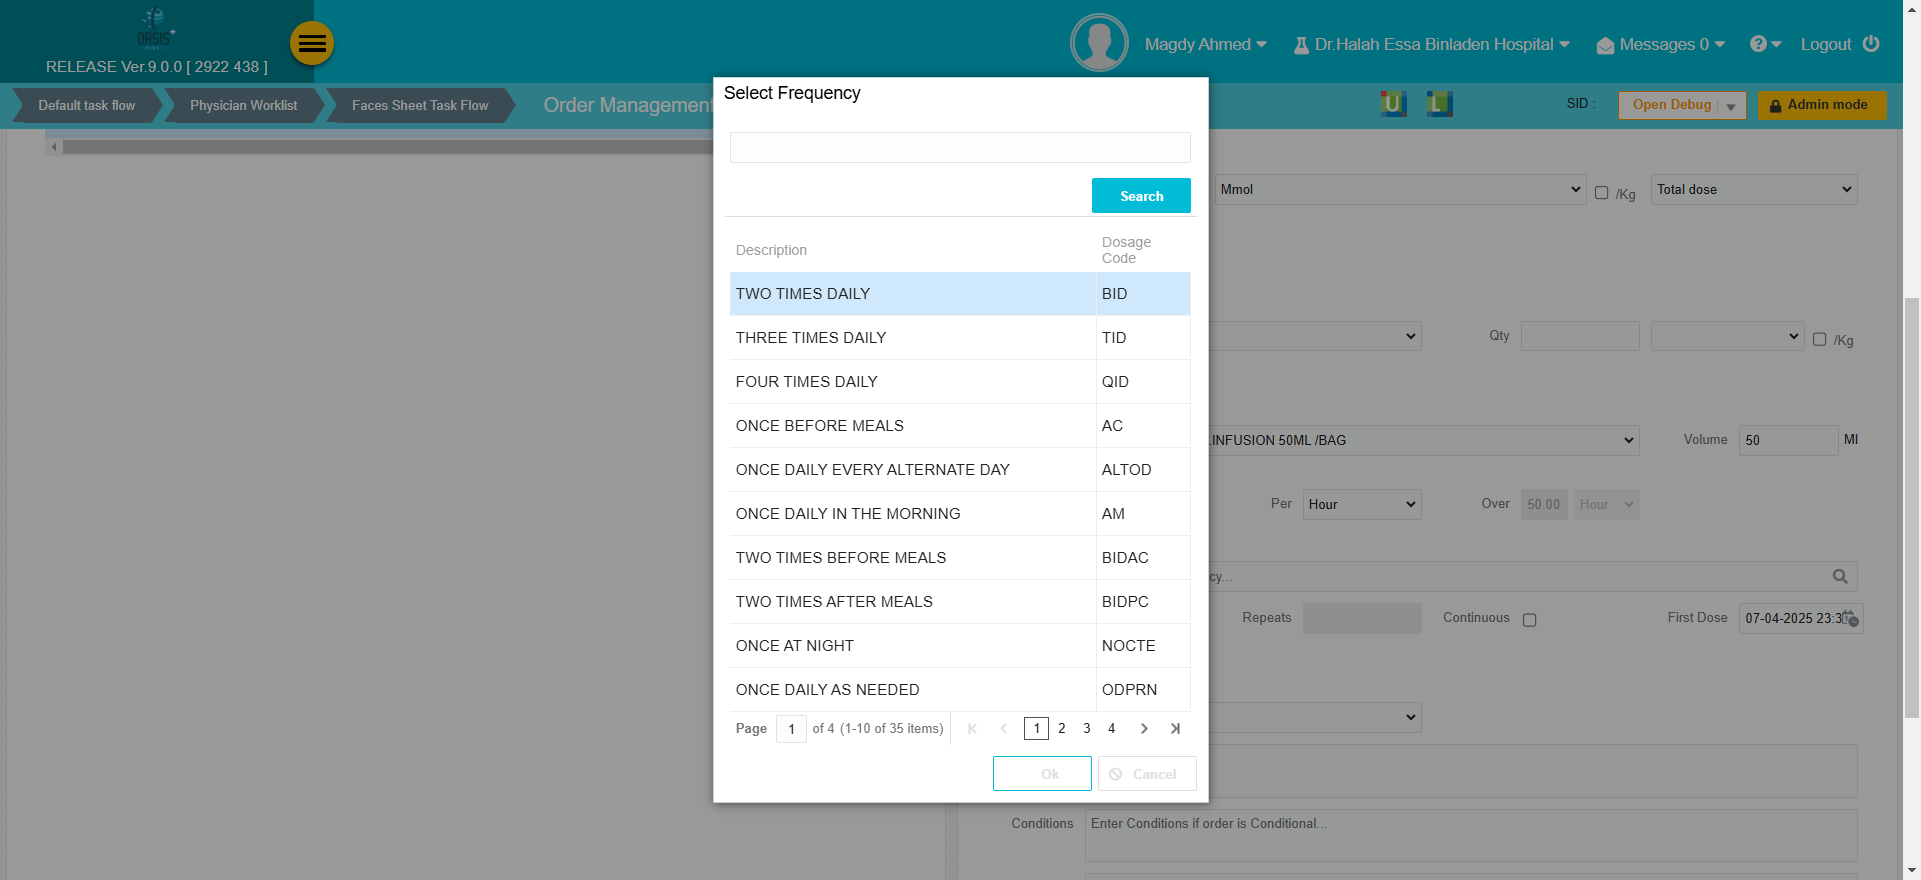 OASIS+
RELEASE Ver.9.0.0 [ 2922 438 ]
Magdy Ahmed
Dr.Halah Essa Binladen Hospital
Messages 0
Logout
Default task flow
Physician Worklist
Faces Sheet Task Flow
Order Management
U
L
SID :
Open Debug
Admin mode
Select Frequency
Search
Description
Dosage Code
TWO TIMES DAILY BID
THREE TIMES DAILY TID
FOUR TIMES DAILY QID
ONCE BEFORE MEALS AC
ONCE DAILY EVERY ALTERNATE DAY ALTOD
ONCE DAILY IN THE MORNING AM
TWO TIMES BEFORE MEALS BIDAC
TWO TIMES AFTER MEALS BIDPC
ONCE AT NIGHT NOCTE
ONCE DAILY AS NEEDED ODPRN
Page 1 of 4 (1-10 of 35 items) 1 2 3 4
Ok
Cancel
Mmol /Kg Total dose
Qty /Kg
.INFUSION 50ML /BAG Volume 50 Ml
Per Hour Over 50.00 Hour
cy...
Repeats Continuous First Dose 07-04-2025 23:3
Conditions Enter Conditions if order is Conditional...